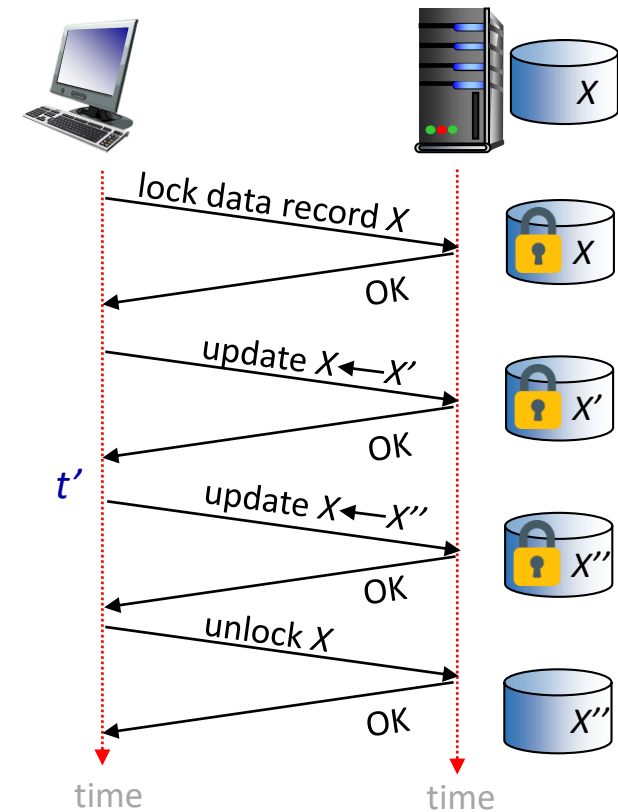 X
lock data record X
X
OK
update X←X’
X’
OK
t’
update X←X’’
X’’
OK
unlock X
X’’
OK
time
time